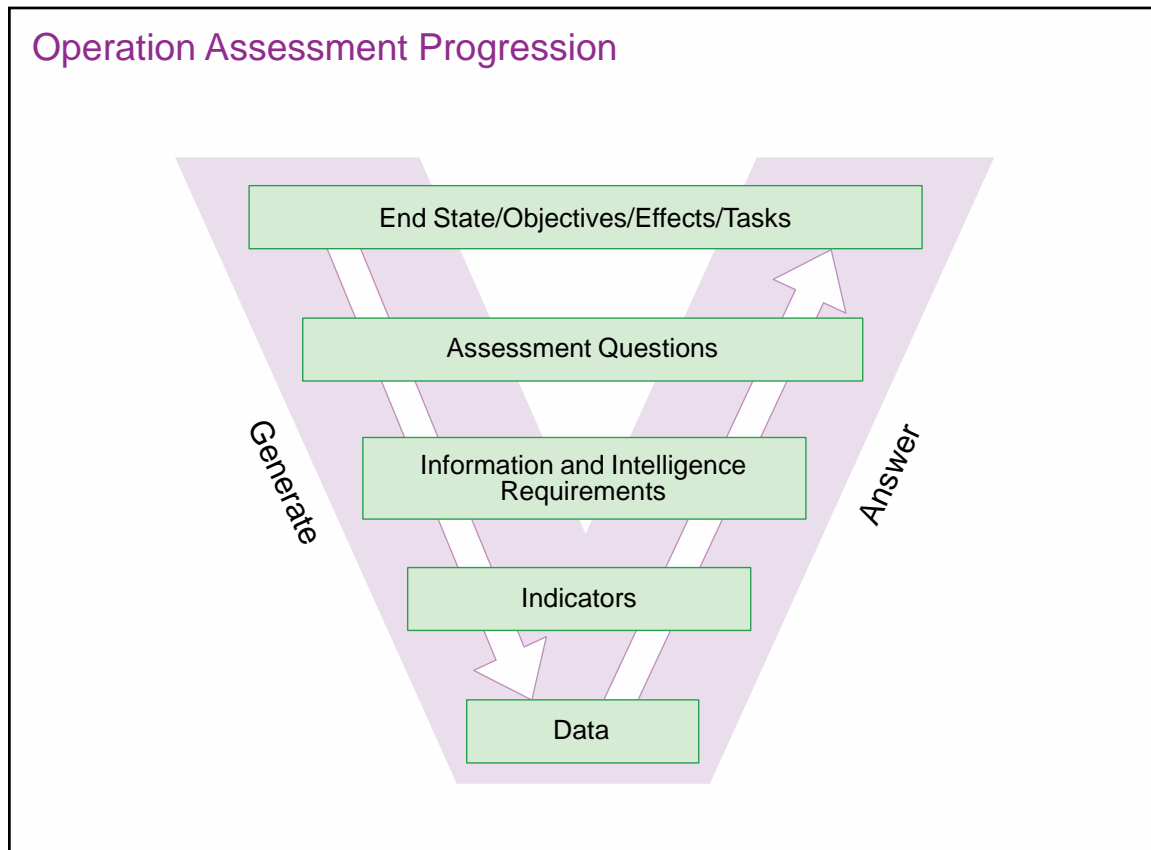 Operation Assessment Progression
End State/Objectives/Effects/Tasks
Assessment Questions
Generate
Information and Intelligence
Requirements
Answer
Indicators
Data